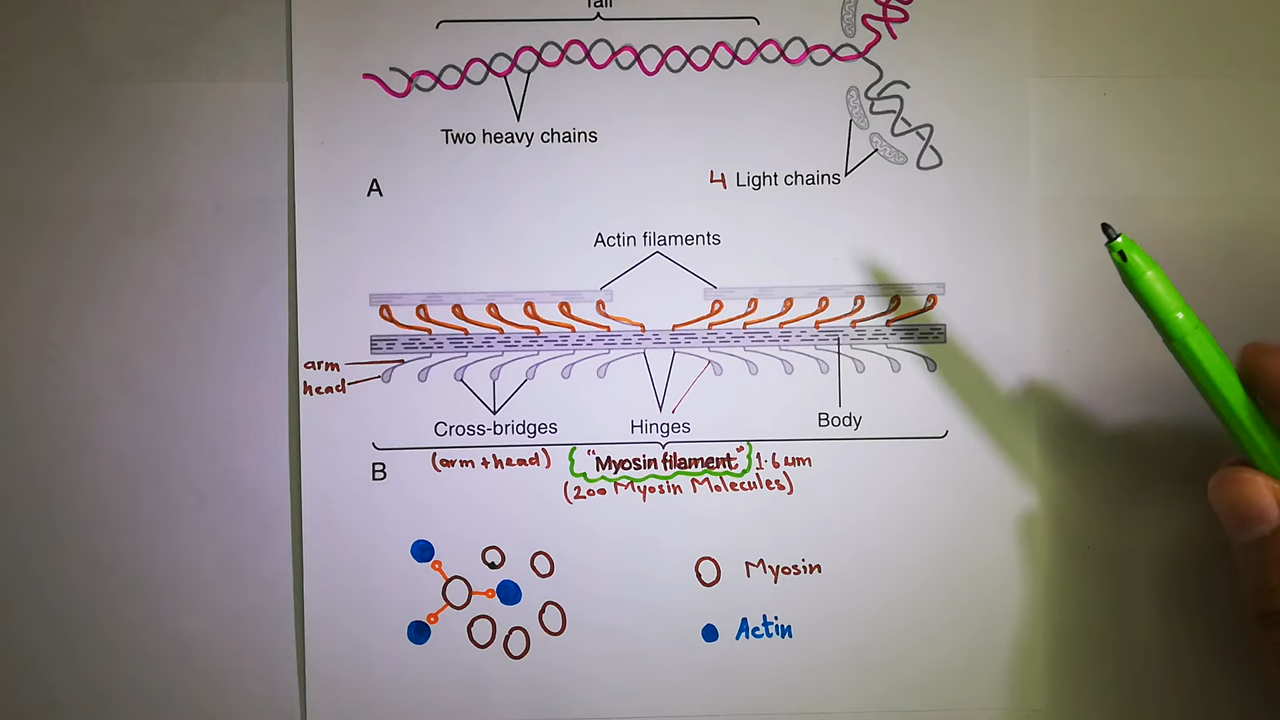 Tail
Two heavy chains
4 Light chains
A
Actin filaments
arm
head
Cross-bridges
Hinges
Body
(arm + head)
"Myosin filament" 1.6 µm
B
(200 Myosin Molecules)
Myosin
Actin